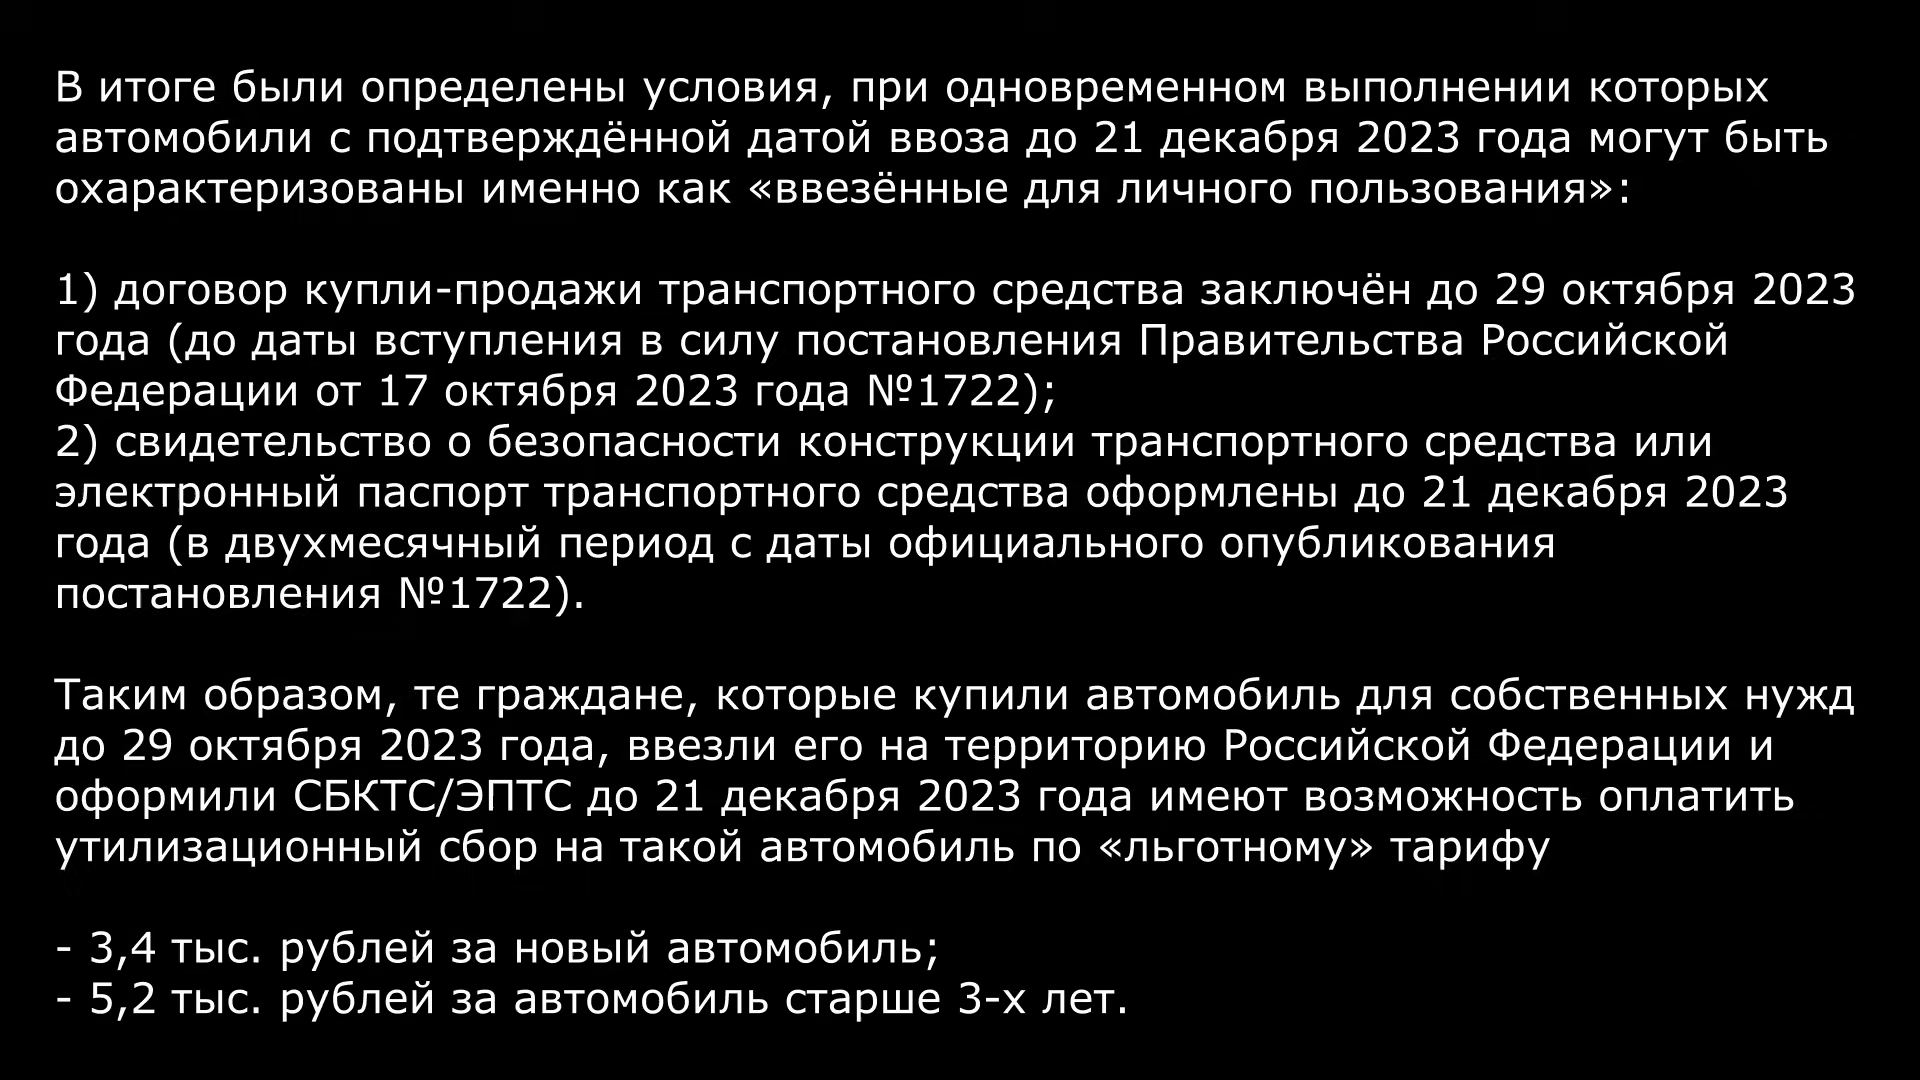 В итоге были определены условия, при одновременном выполнении которых
автомобили с подтверждённой датой ввоза до 21 декабря 2023 года могут быть
охарактеризованы именно как «ввезённые для личного пользования»:
1) договор купли-продажи транспортного средства заключён до 29 октября 2023
года (до даты вступления в силу постановления Правительства Российской
Федерации от 17 октября 2023 года №1722);
2) свидетельство о безопасности конструкции транспортного средства или
электронный паспорт транспортного средства оформлены до 21 декабря 2023
года (в двухмесячный период с даты официального опубликования
постановления №1722).
Таким образом, те граждане, которые купили автомобиль для собственных нужд
до 29 октября 2023 года, ввезли его на территорию Российской Федерации и
оформили СБКТС/ЭПТС до 21 декабря 2023 года имеют возможность оплатить
утилизационный сбор на такой автомобиль по «льготному» тарифу
- 3,4 тыс. рублей за новый автомобиль;
- 5,2 тыс. рублей за автомобиль старше 3-х лет.